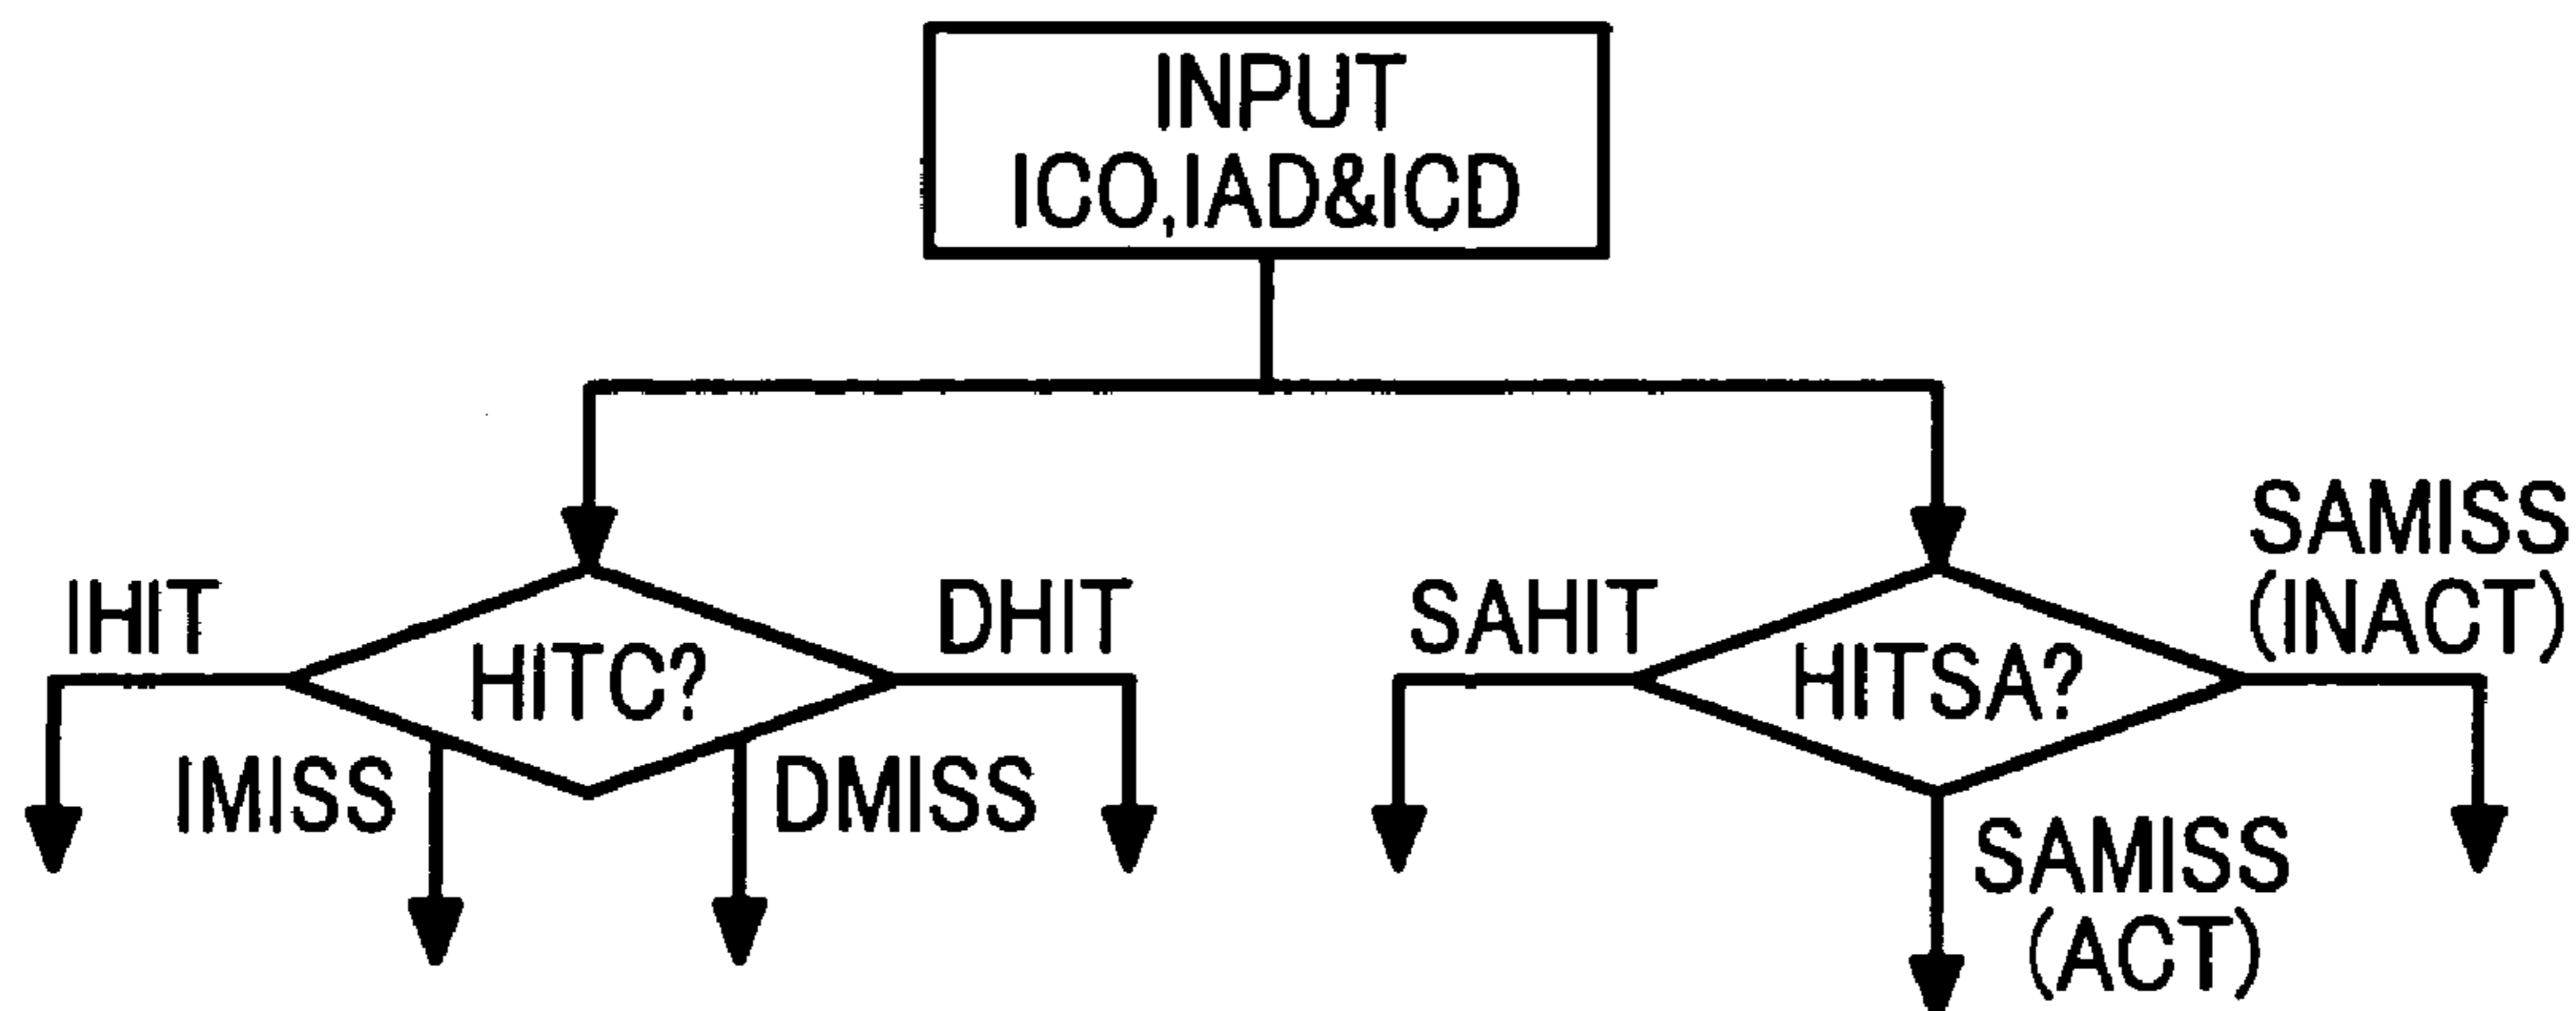 INPUT
ICO,IAD&ICD
IHIT
HITC?
DHIT
IMISS
DMISS
SAHIT
HITSA?
SAMISS
(INACT)
SAMISS
(ACT)